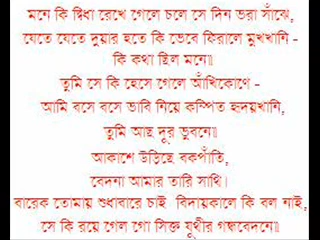 মনে কি দ্বিধা রেখে গেলে চলে সে দিন ভরা সাঁঝে,
যেতে যেতে দুয়ার হতে কি ভেবে ফিরালে মুখখানি -
কি কথা ছিল মনে॥
তুমি সে কি হেসে গেলে আঁখিকোণে -
আমি বসে বসে ভাবি নিয়ে কম্পিত হৃদয়খানি,
তুমি আছ দূর ভুবনে॥
আকাশে উড়িছে বকপাঁতি,
বেদনা আমার তারি সাথি।
বারেক তোমায় শুধাবারে চাই বিদায়কালে কি বল নাই,
সে কি রয়ে গেল গো সিক্ত যূথীর গন্ধবেদনে॥